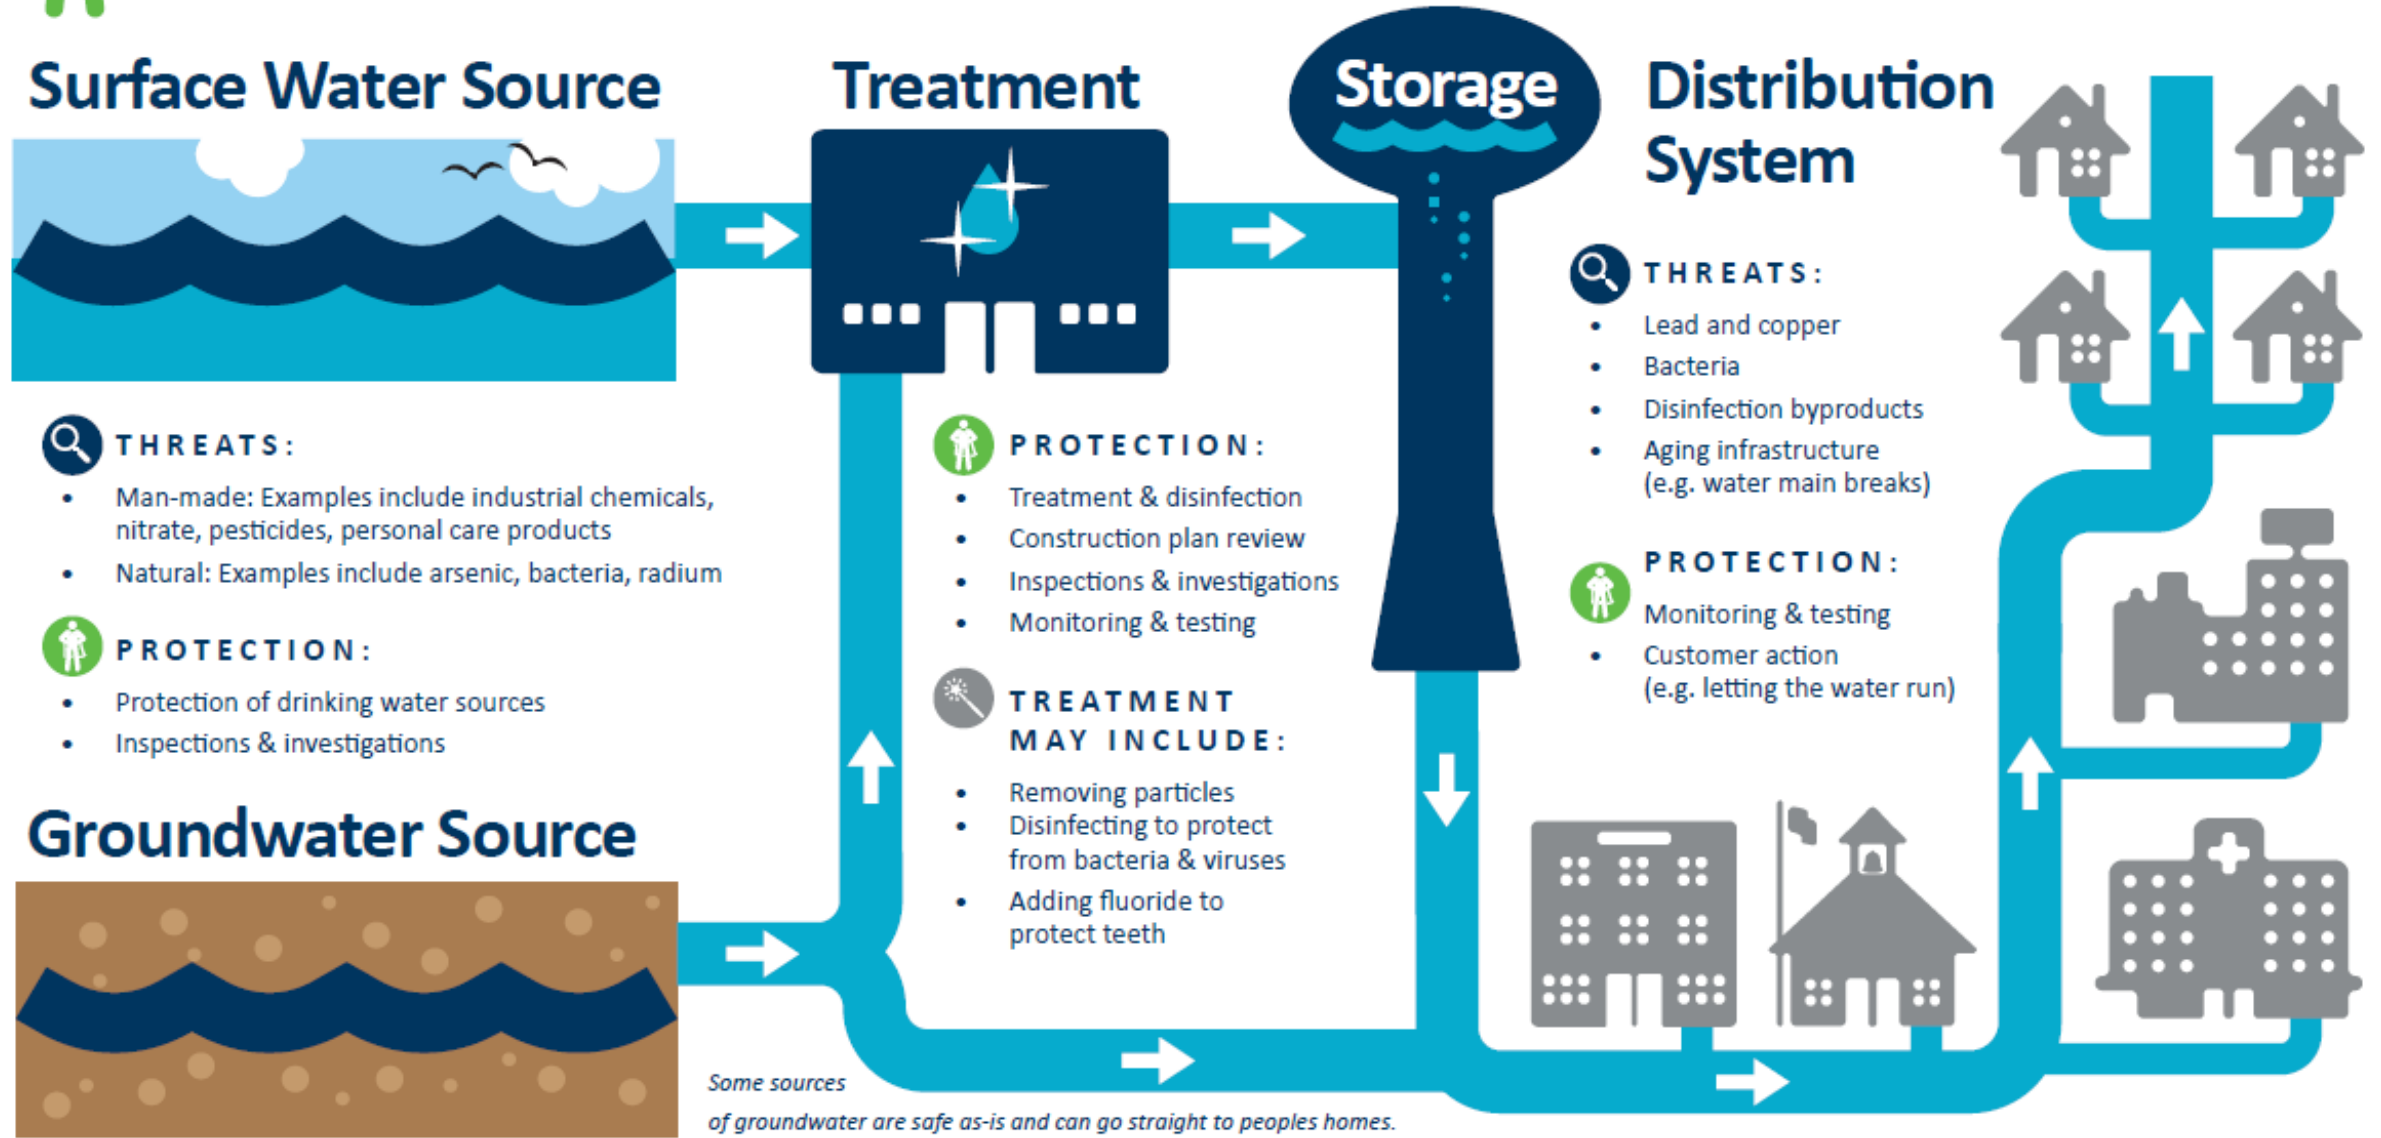 Surface Water Source
THREATS:
• Man-made: Examples include industrial chemicals,
nitrate, pesticides, personal care products
• Natural: Examples include arsenic, bacteria, radium
PROTECTION:
• Protection of drinking water sources
• Inspections & investigations
Groundwater Source
Some sources
of groundwater are safe as-is and can go straight to peoples homes.
Treatment
PROTECTION:
• Treatment & disinfection
• Construction plan review
• Inspections & investigations
• Monitoring & testing
TREATMENT
MAY INCLUDE:
• Removing particles
• Disinfecting to protect
from bacteria & viruses
• Adding fluoride to
protect teeth
Storage
Distribution
System
THREATS:
• Lead and copper
• Bacteria
• Disinfection byproducts
• Aging infrastructure
(e.g. water main breaks)
PROTECTION:
Monitoring & testing
• Customer action
(e.g. letting the water run)